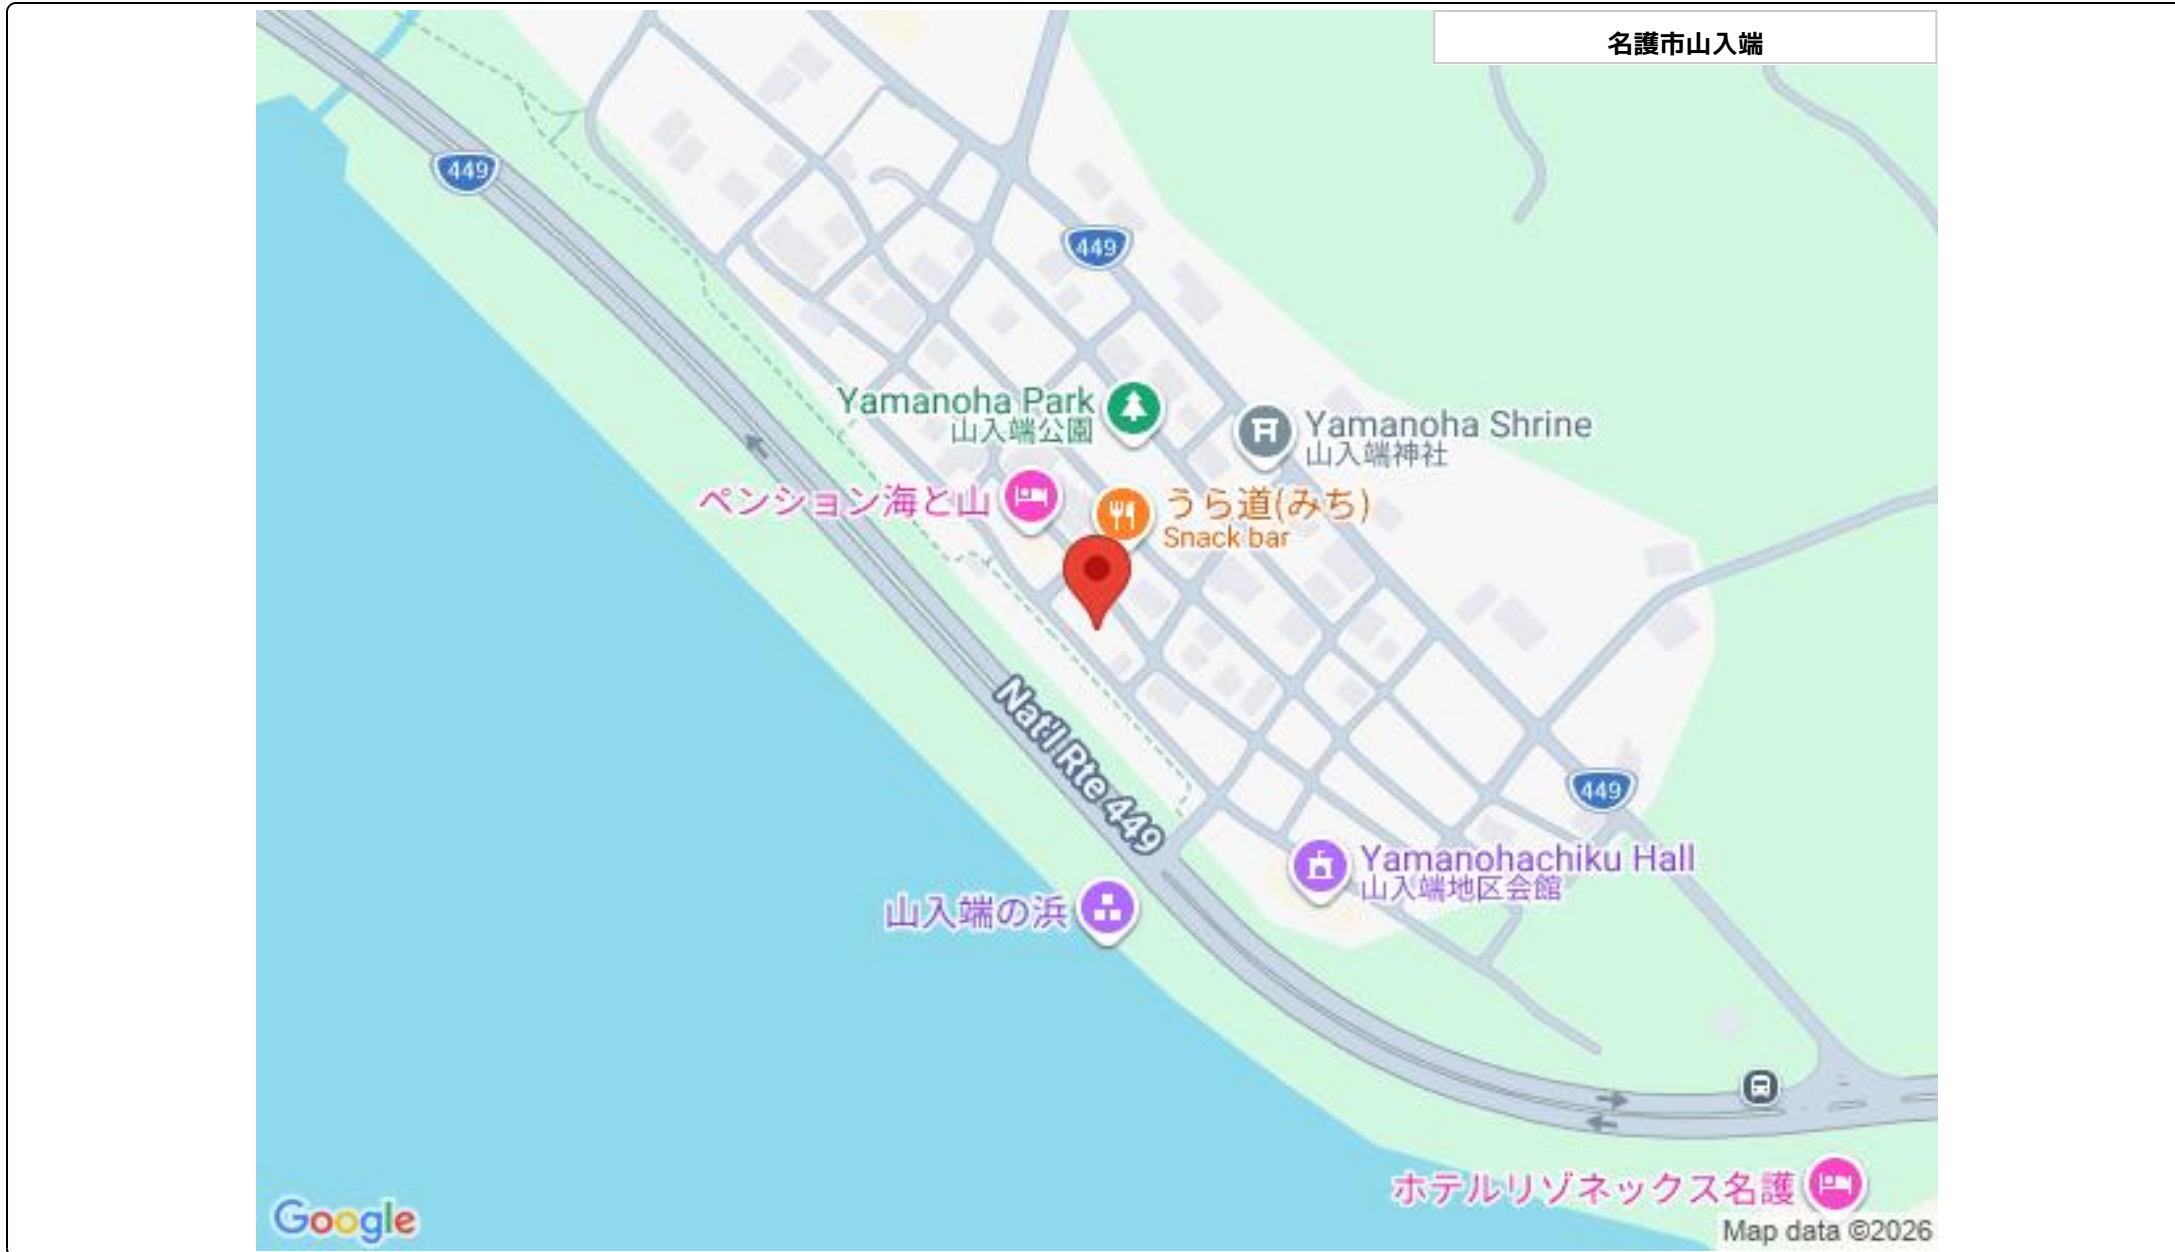 名護市山入端
449
449
Yamanoha Park
山入端公園
Yamanoha Shrine
山入端神社
ペンション海と山
うら道(みち)
Snack bar
Nat'l Rte 449
449
Yamanohachiku Hall
山入端地区会館
山入端の浜
ホテルリゾネックス名護
Google
Map data ©2026